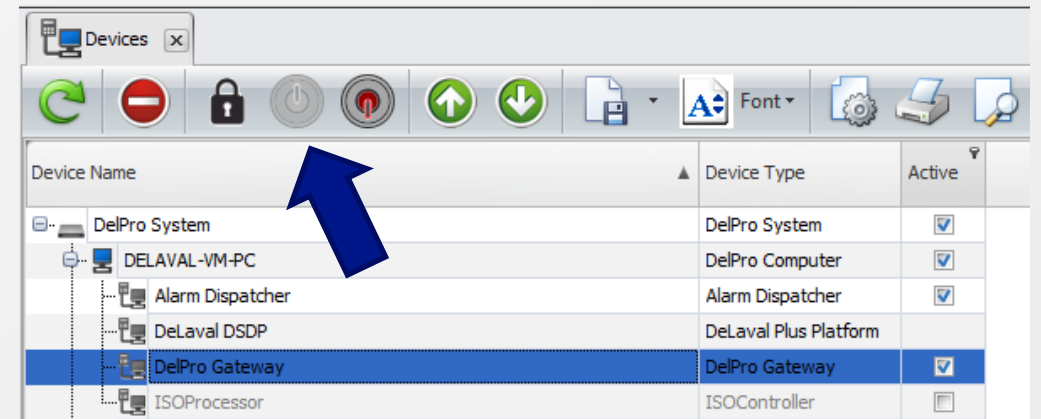 Devices
A Font
Device Name Device Type Active
DelPro System DelPro System
DELAVAL-VM-PC DelPro Computer
Alarm Dispatcher Alarm Dispatcher
DeLaval DSDP DeLaval Plus Platform
DelPro Gateway DelPro Gateway
ISOProcessor ISOController